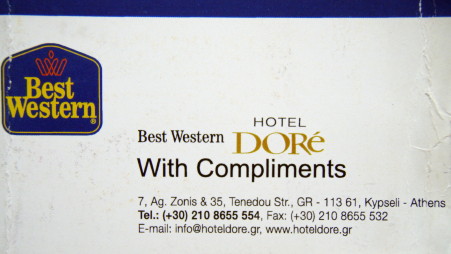 Best
Western
®
HOTEL
Best Western DORé
With Compliments
7, Ag. Zonis & 35, Tenedou Str., GR - 113 61, Kypseli - Athens
Tel.: (+30) 210 8655 554, Fax: (+30) 210 8655 532
E-mail: info@hoteldore.gr, www.hoteldore.gr